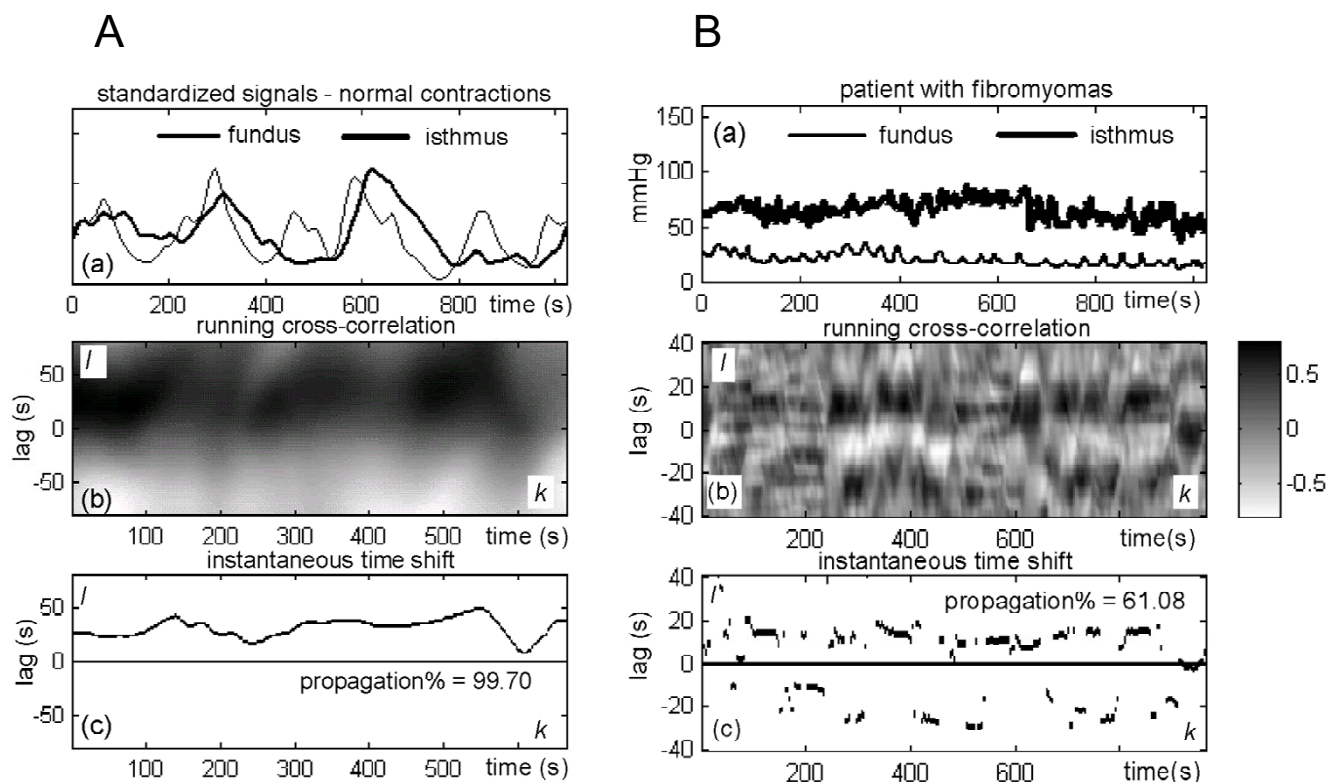 A
standardized signals - normal contractions
fundus isthmus
(a)
0 200 400 600 800 time (s)
running cross-correlation
l
50
0
-50
lag (s)
(b)
k
100 200 300 400 500 time (s)
instantaneous time shift
l
50
0
-50
lag (s)
propagation% = 99.70
(c)
k
100 200 300 400 500 time (s)
B
patient with fibromyomas
(a)
fundus isthmus
150
100
50
0
mmHg
0 200 400 600 800 time(s)
running cross-correlation
l
40
20
0
-20
-40
lag (s)
(b)
k
200 400 600 800 time(s)
0.5
0
-0.5
instantaneous time shift
l
40
20
0
-20
-40
lag (s)
propagation% = 61.08
(c)
k
200 400 600 800 time(s)